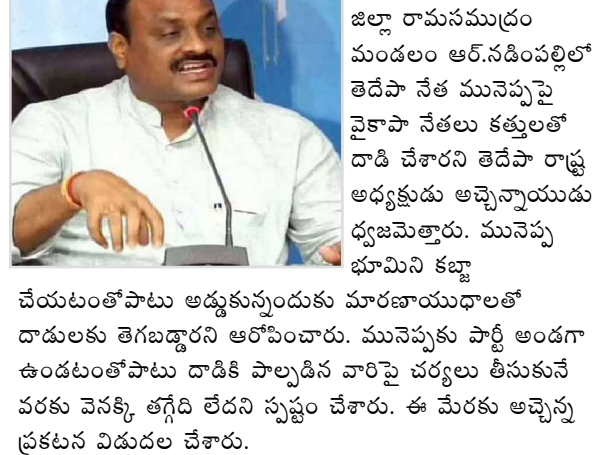 జిల్లా రామసముద్రం
మండలం ఆర్.నడింపల్లిలో
తెదేపా నేత మునెప్పపై
వైకాపా నేతలు కత్తులతో
దాడి చేశారని తెదేపా రాష్ట్ర
అధ్యక్షుడు అచ్చెన్నాయుడు
ధ్వజమెత్తారు. మునెప్ప
భూమిని కబ్జా
చేయటంతోపాటు అడ్డుకున్నందుకు మారణాయుధాలతో
దాడులకు తెగబడ్డారని ఆరోపించారు. మునెప్పకు పార్టీ అండగా
ఉండటంతోపాటు దాడికి పాల్పడిన వారిపై చర్యలు తీసుకునే
వరకు వెనక్కి తగ్గేది లేదని స్పష్టం చేశారు. ఈ మేరకు అచ్చెన్న
ప్రకటన విడుదల చేశారు.